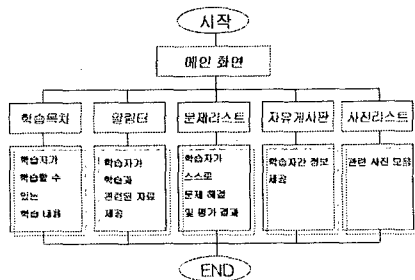 시작
메인 화면
학습목차
알림터
문제리스트
자유게시판
사진리스트
학습자가
학습할 수
있는
학습 내용
학습자가
학습과
관련된 자료
제공
학습자가
스스로
문제 해결
및 평가 결과
학습자간 정보
제공
관련 사진 모음
END